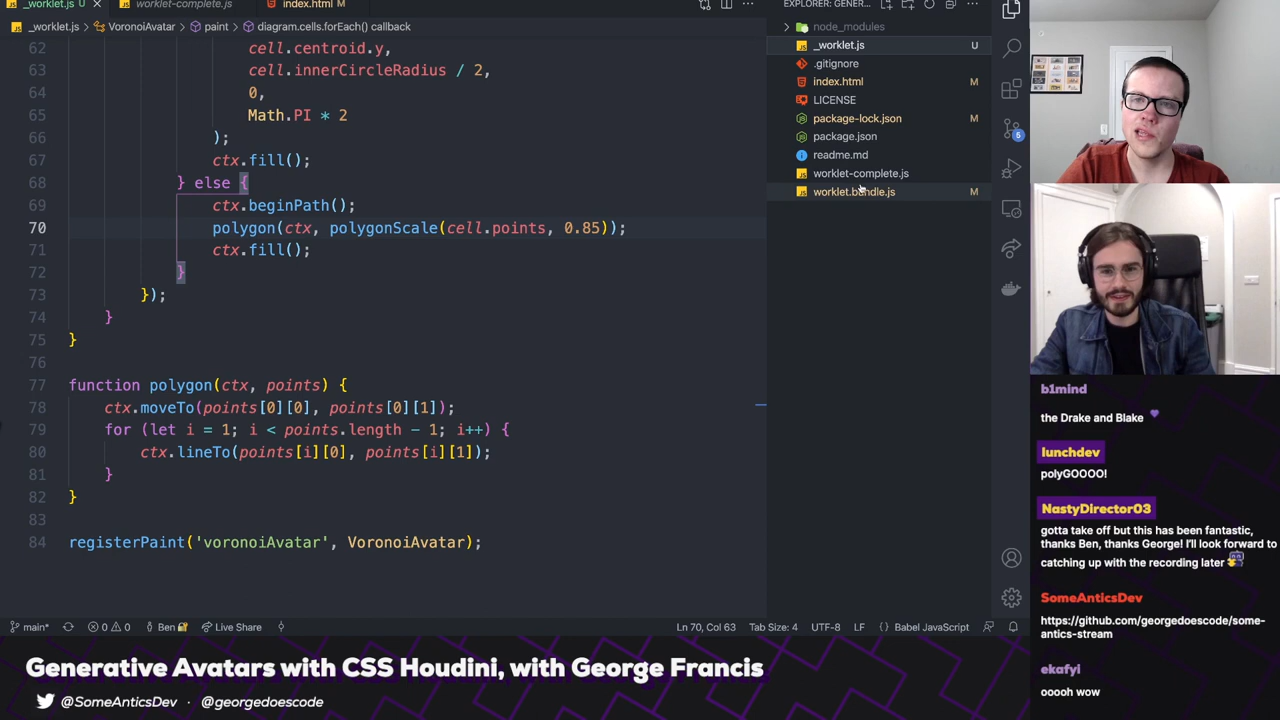 _worklet.js U
worklet-complete.js
index.html M
_worklet.js > VoronoiAvatar > paint > diagram.cells.forEach() callback
62 cell.centroid.y,
63 cell.innerCircleRadius / 2,
64 0,
65 Math.PI * 2
66 );
67 ctx.fill();
68 } else {
69 ctx.beginPath();
70 polygon(ctx, polygonScale(cell.points, 0.85));
71 ctx.fill();
72 }
73 });
74 }
75 }
76
77 function polygon(ctx, points) {
78 ctx.moveTo(points[0][0], points[0][1]);
79 for (let i = 1; i < points.length - 1; i++) {
80 ctx.lineTo(points[i][0], points[i][1]);
81 }
82 }
83
84 registerPaint('voronoiAvatar', VoronoiAvatar);
EXPLORER: GENER...
node_modules
_worklet.js U
.gitignore
index.html M
LICENSE
package-lock.json M
package.json
readme.md
worklet-complete.js
worklet.bundle.js M
5
main* 0 0 Ben Live Share
Ln 70, Col 63 Tab Size: 4 UTF-8 LF { } Babel JavaScript
b1mind
the Drake and Blake
lunchdev
polyGOOOO!
NastyDirector03
gotta take off but this has been fantastic,
thanks Ben, thanks George! I'll look forward to
catching up with the recording later
SomeAnticsDev
https://github.com/georgedoescode/some-
antics-stream
ekafyi
ooooh wow
Generative Avatars with CSS Houdini, with George Francis
@SomeAnticsDev · @georgedoescode